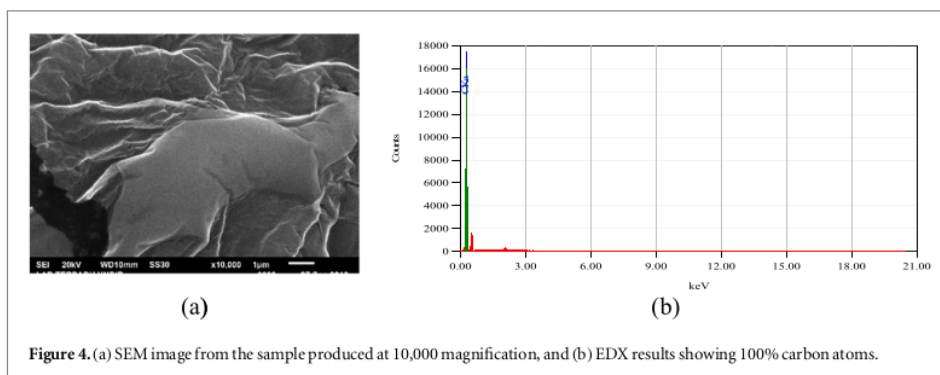 18000
16000
14000
12000
10000
8000
6000
4000
2000
0
Counts
0.00 3.00 6.00 9.00 12.00 15.00 18.00 21.00
keV
SEI 20kV WD10mm SS30 x10,000 1μm
(a)
(b)
Figure 4. (a) SEM image from the sample produced at 10,000 magnification, and (b) EDX results showing 100% carbon atoms.